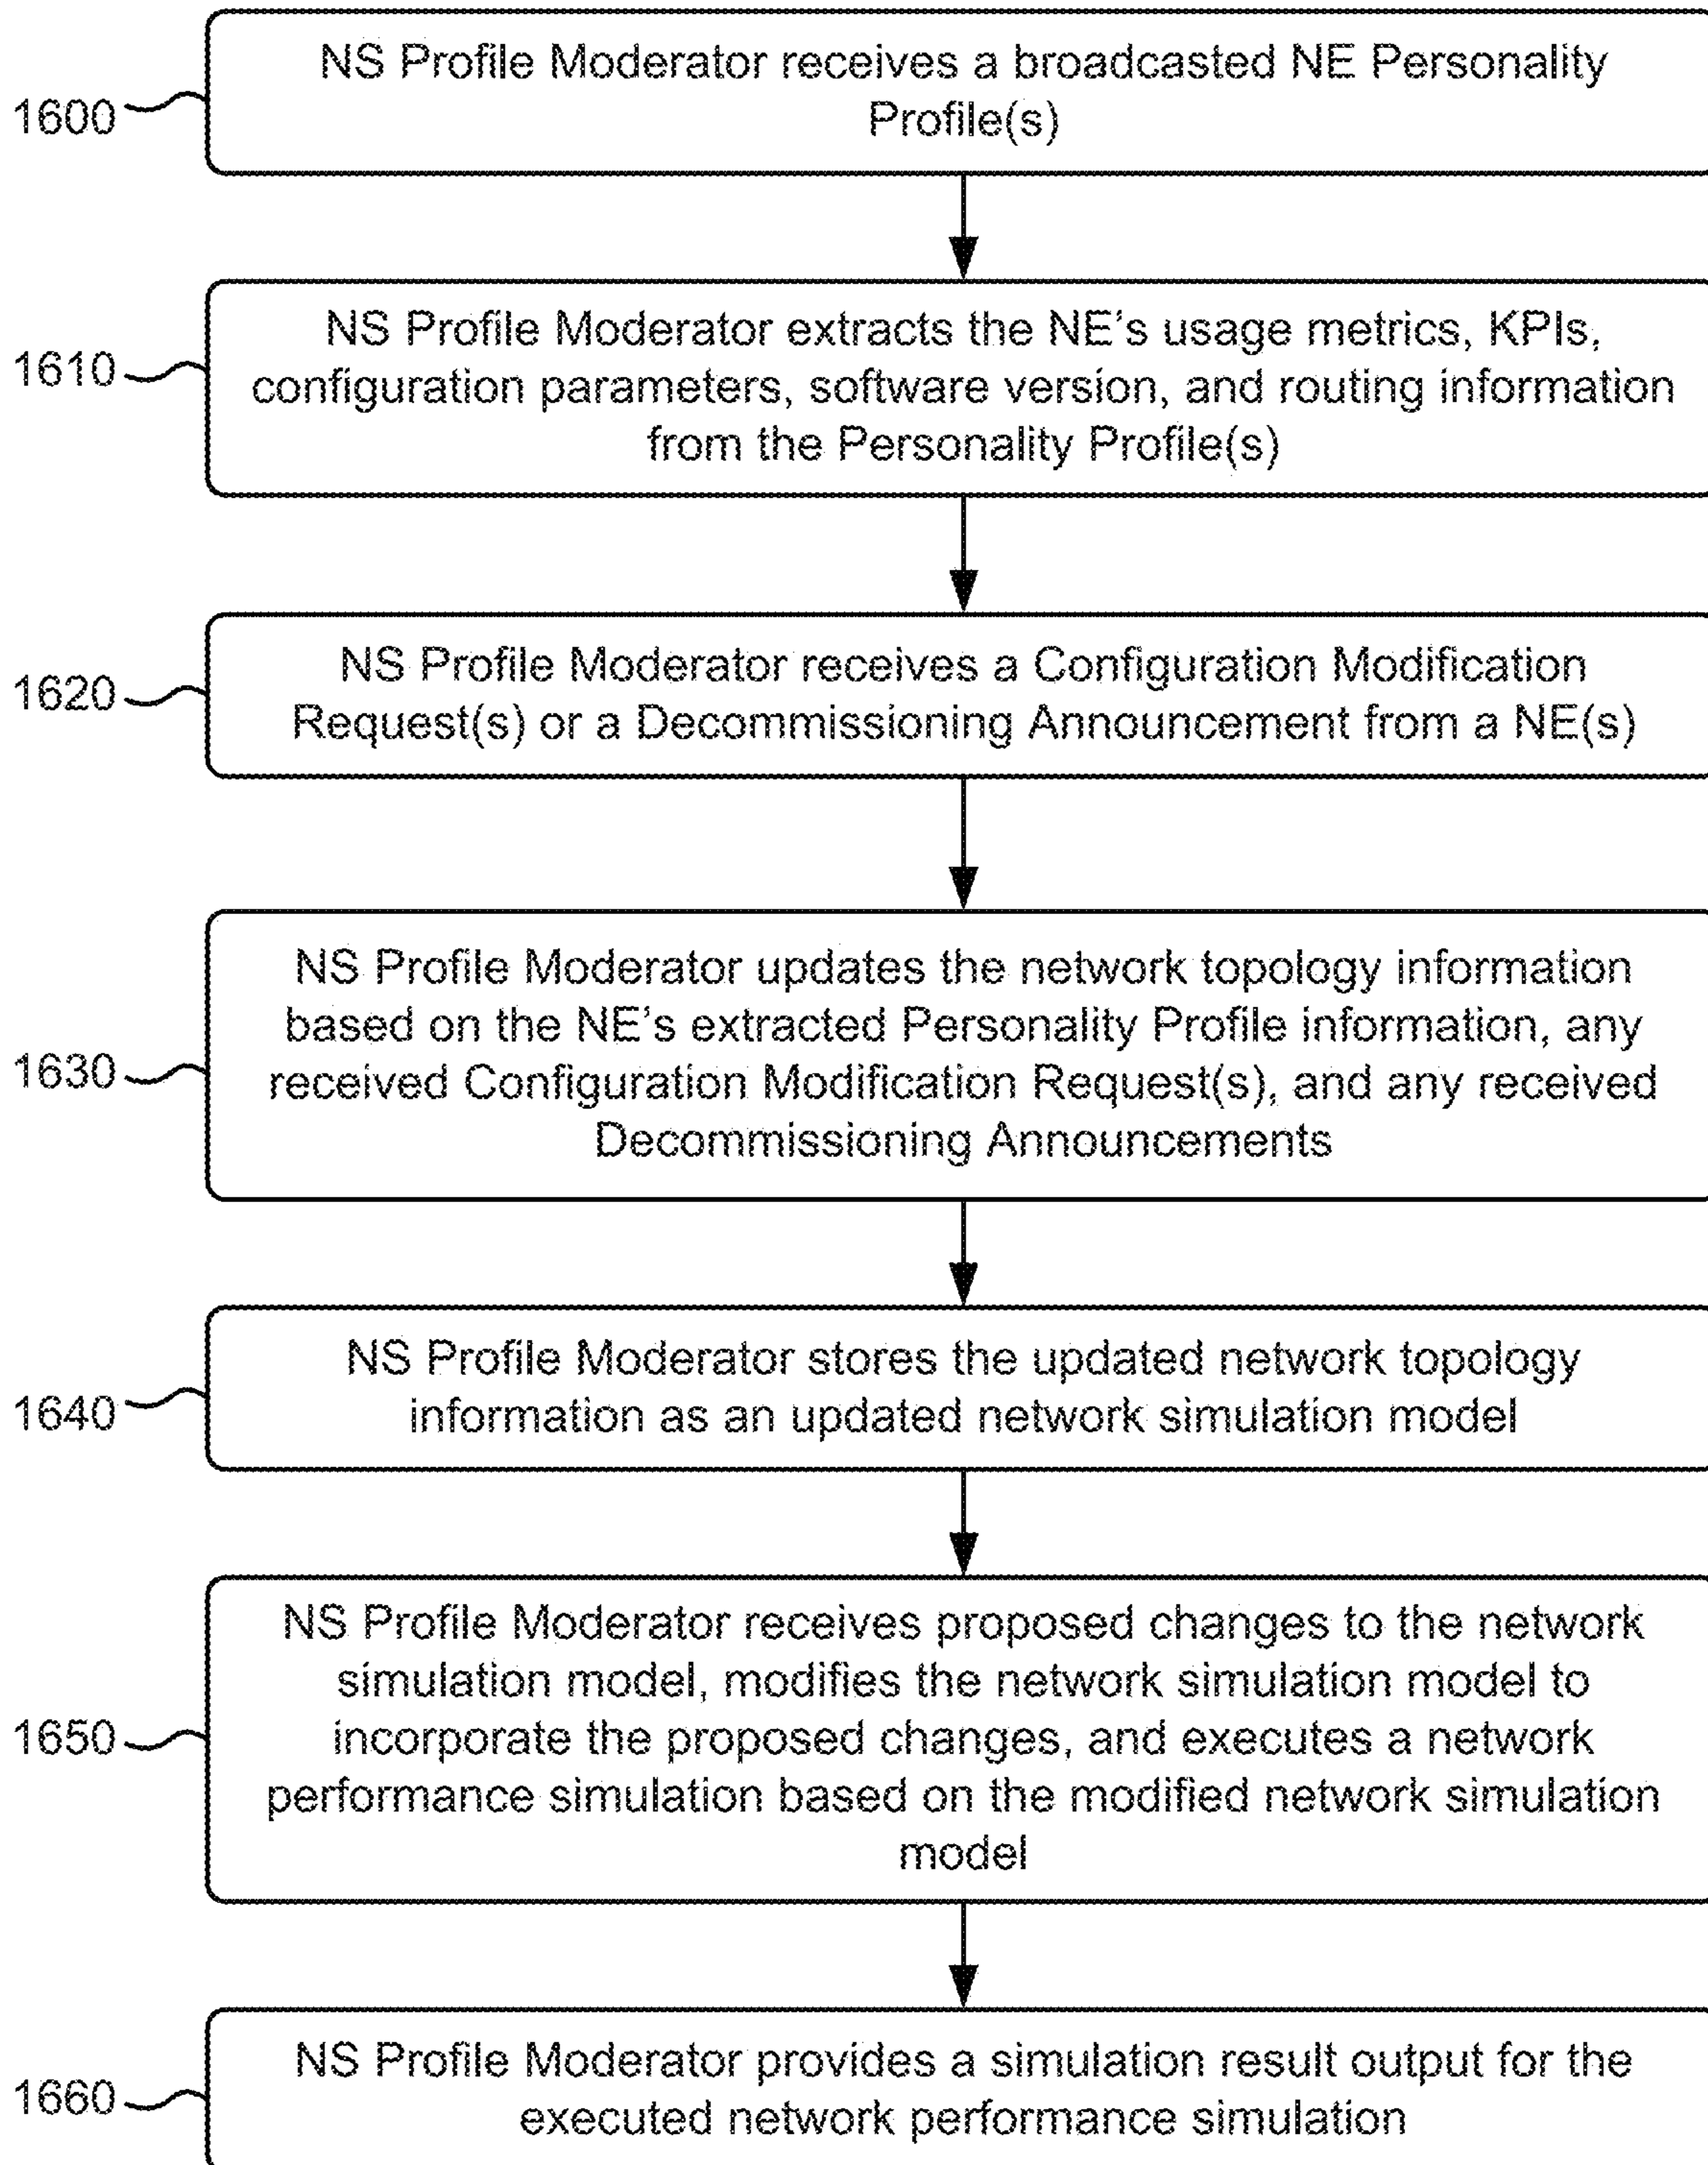 NS Profile Moderator receives a broadcasted NE Personality
Profile(s)
1600
NS Profile Moderator extracts the NE's usage metrics, KPIs,
configuration parameters, software version, and routing information
from the Personality Profile(s)
1610
NS Profile Moderator receives a Configuration Modification
Request(s) or a Decommissioning Announcement from a NE(s)
1620
NS Profile Moderator updates the network topology information
based on the NE's extracted Personality Profile information, any
received Configuration Modification Request(s), and any received
Decommissioning Announcements
1630
NS Profile Moderator stores the updated network topology
information as an updated network simulation model
1640
NS Profile Moderator receives proposed changes to the network
simulation model, modifies the network simulation model to
incorporate the proposed changes, and executes a network
performance simulation based on the modified network simulation
model
1650
NS Profile Moderator provides a simulation result output for the
executed network performance simulation
1660